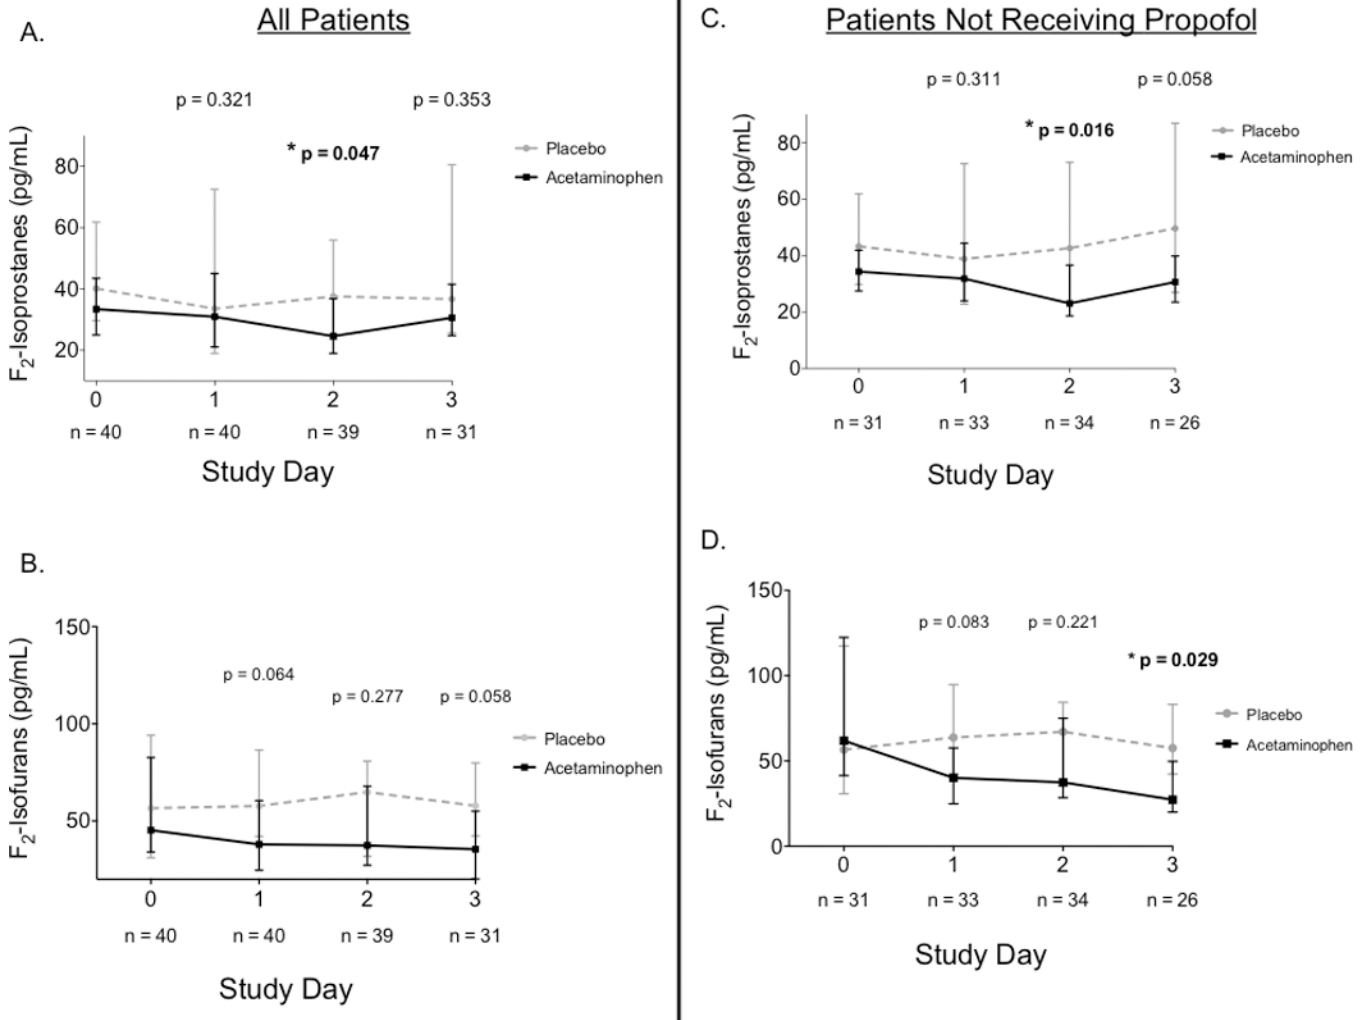 A.
All Patients
p = 0.321
p = 0.353
* p = 0.047
Placebo
Acetaminophen
F2-Isoprostanes (pg/mL)
80
60
40
20
0 1 2 3
n = 40 n = 40 n = 39 n = 31
Study Day
B.
150
100
50
p = 0.064
p = 0.277
p = 0.058
Placebo
Acetaminophen
F2-Isofurans (pg/mL)
0 1 2 3
n = 40 n = 40 n = 39 n = 31
Study Day
C.
Patients Not Receiving Propofol
p = 0.311
p = 0.058
* p = 0.016
Placebo
Acetaminophen
F2-Isoprostanes (pg/mL)
80
60
40
20
0
0 1 2 3
n = 31 n = 33 n = 34 n = 26
Study Day
D.
150
100
50
0
p = 0.083
p = 0.221
* p = 0.029
Placebo
Acetaminophen
F2-Isofurans (pg/mL)
0 1 2 3
n = 31 n = 33 n = 34 n = 26
Study Day